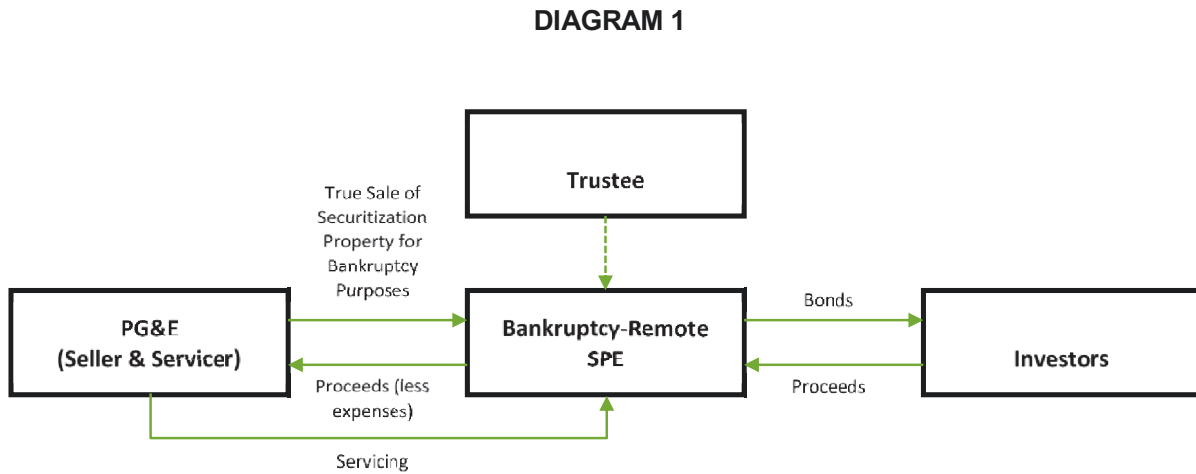 DIAGRAM 1
Trustee
True Sale of
Securitization
Property for
Bankruptcy
Purposes
PG&E
(Seller & Servicer)
Bankruptcy-Remote
SPE
Bonds
Investors
Proceeds (less
expenses)
Proceeds
Servicing